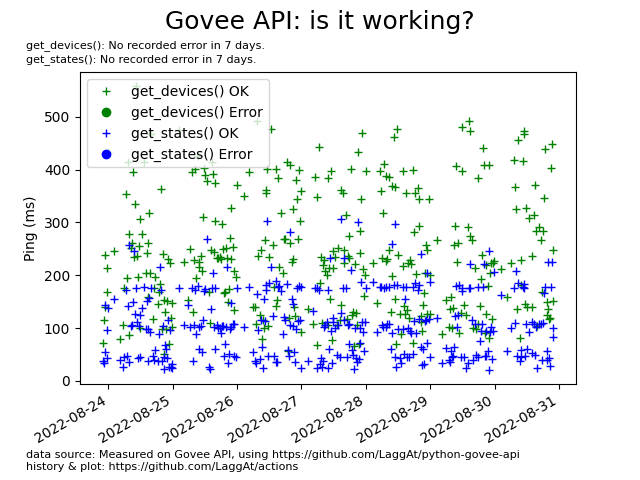 Govee API: is it working?
get_devices(): No recorded error in 7 days.
get_states(): No recorded error in 7 days.
get_devices() OK
get_devices() Error
get_states() OK
get_states() Error
Ping (ms)
500
400
300
200
100
0
2022-08-24
2022-08-25
2022-08-26
2022-08-27
2022-08-28
2022-08-29
2022-08-30
2022-08-31
data source: Measured on Govee API, using https://github.com/LaggAt/python-govee-api
history & plot: https://github.com/LaggAt/actions